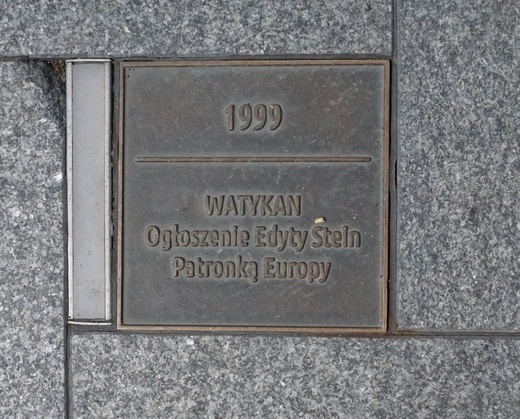 1999
WATYKAN
Ogłoszenie Edyty Stein
Patronką Europy